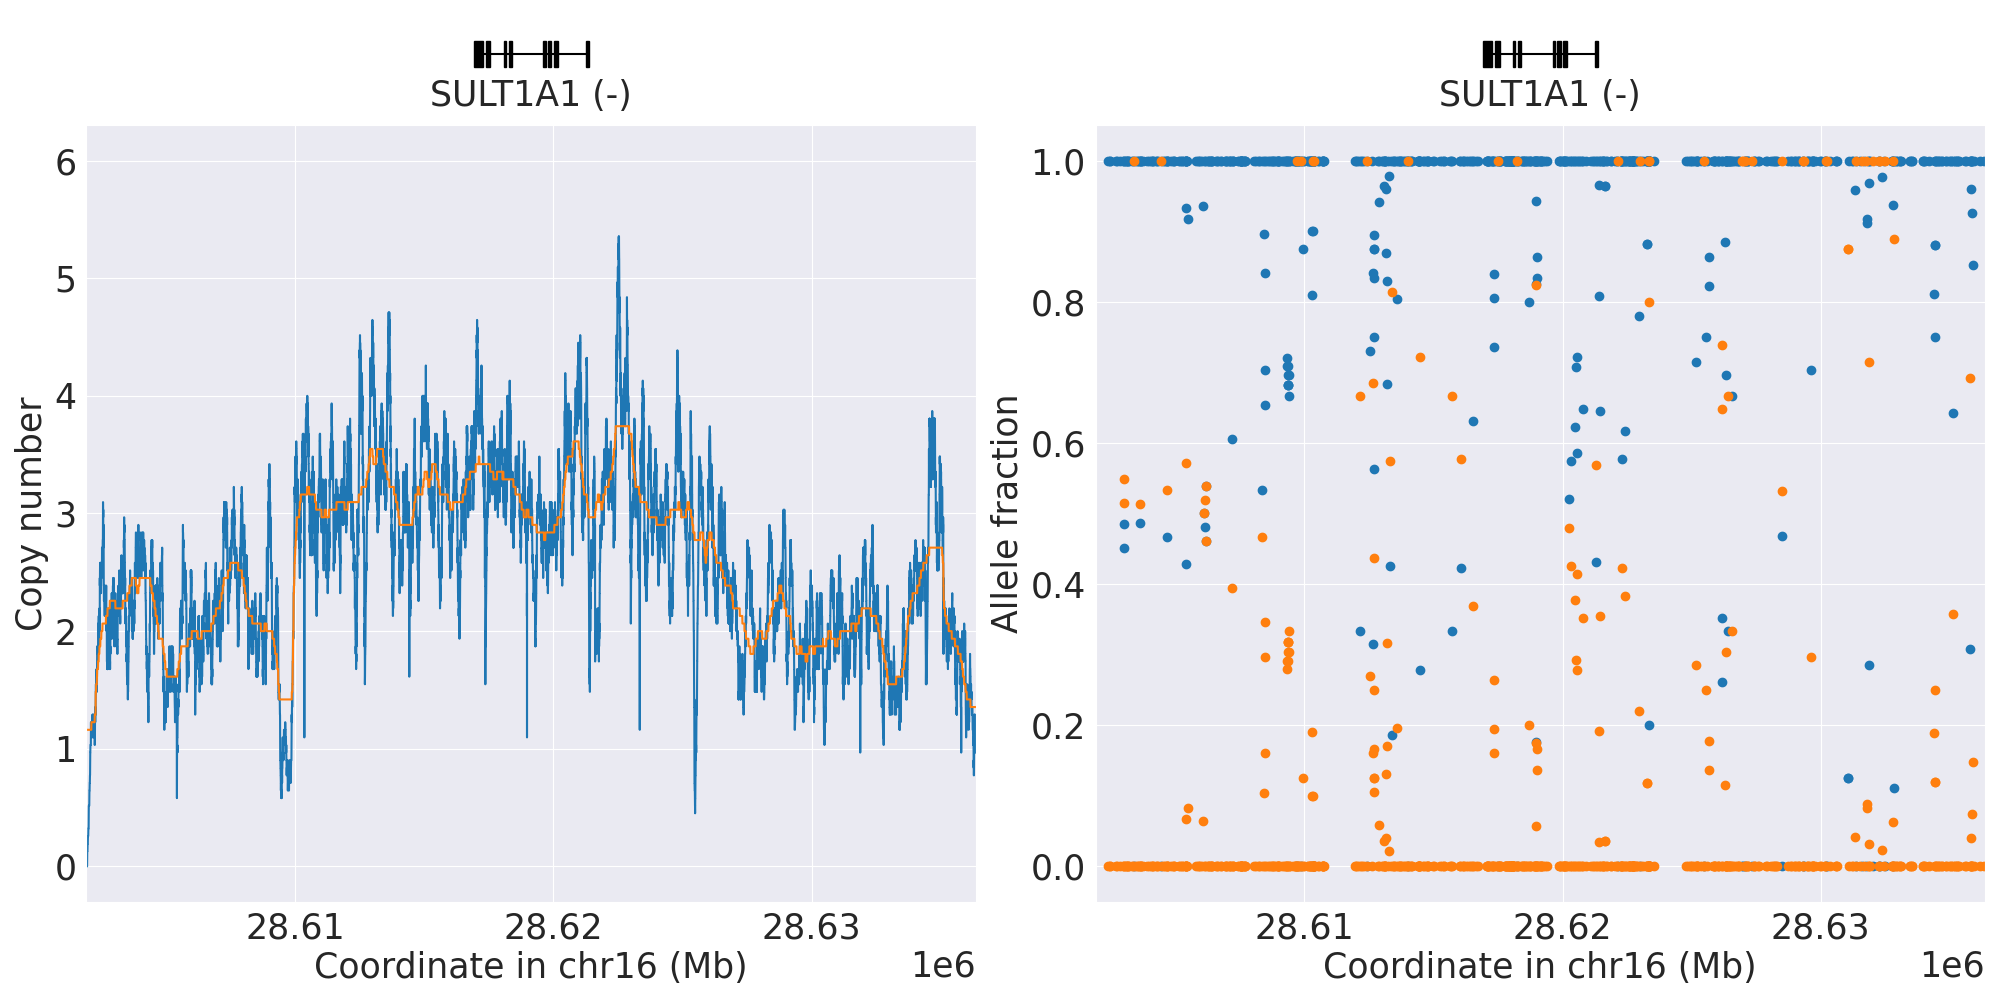 SULT1A1 (-)
Copy number
6
5
4
3
2
1
0
28.61 28.62 28.63
Coordinate in chr16 (Mb) 1e6
SULT1A1 (-)
Allele fraction
1.0
0.8
0.6
0.4
0.2
0.0
28.61 28.62 28.63
Coordinate in chr16 (Mb) 1e6